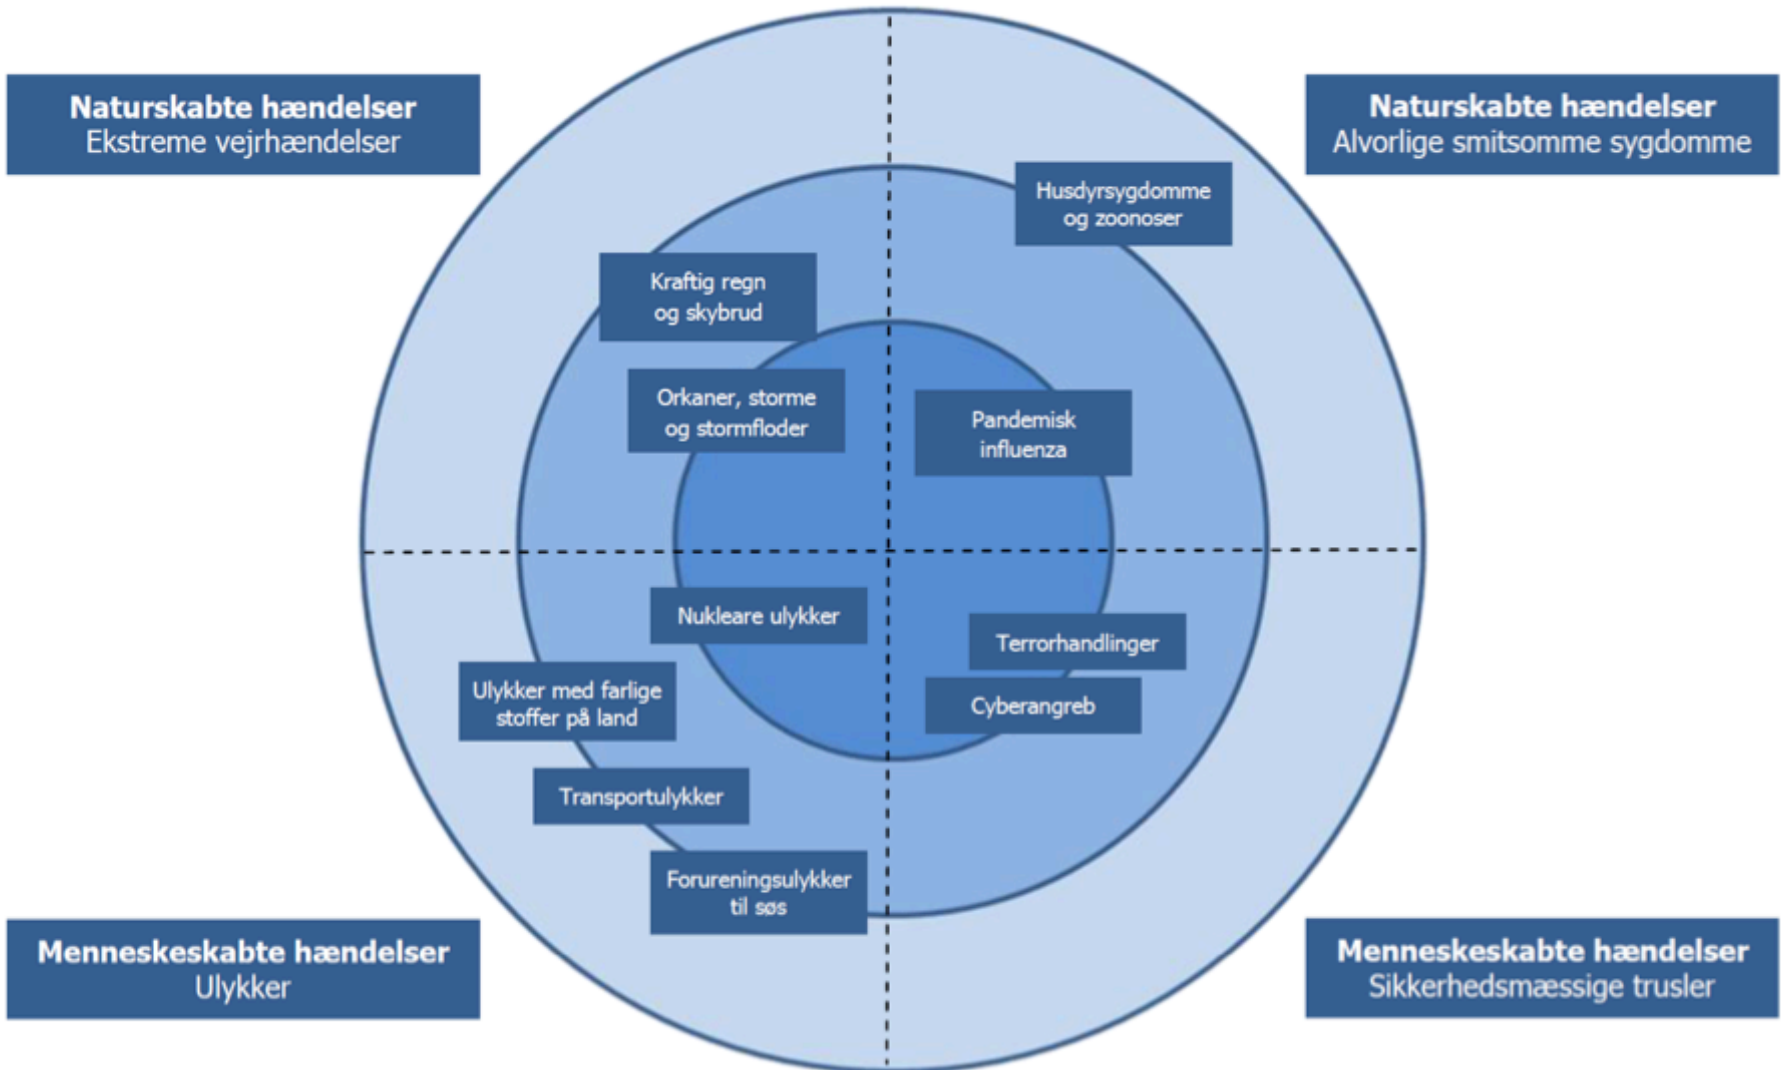 Naturskabte hændelser
Ekstreme vejrhændelser
Naturskabte hændelser
Alvorlige smitsomme sygdomme
Husdyrsygdomme
og zoonoser
Kraftig regn
og skybrud
Orkaner, storme
og stormfloder
Pandemisk
influenza
Nukleare ulykker
Terrorhandlinger
Ulykker med farlige
stoffer på land
Cyberangreb
Transportulykker
Forureningsulykker
til søs
Menneskeskabte hændelser
Ulykker
Menneskeskabte hændelser
Sikkerhedsmæssige trusler